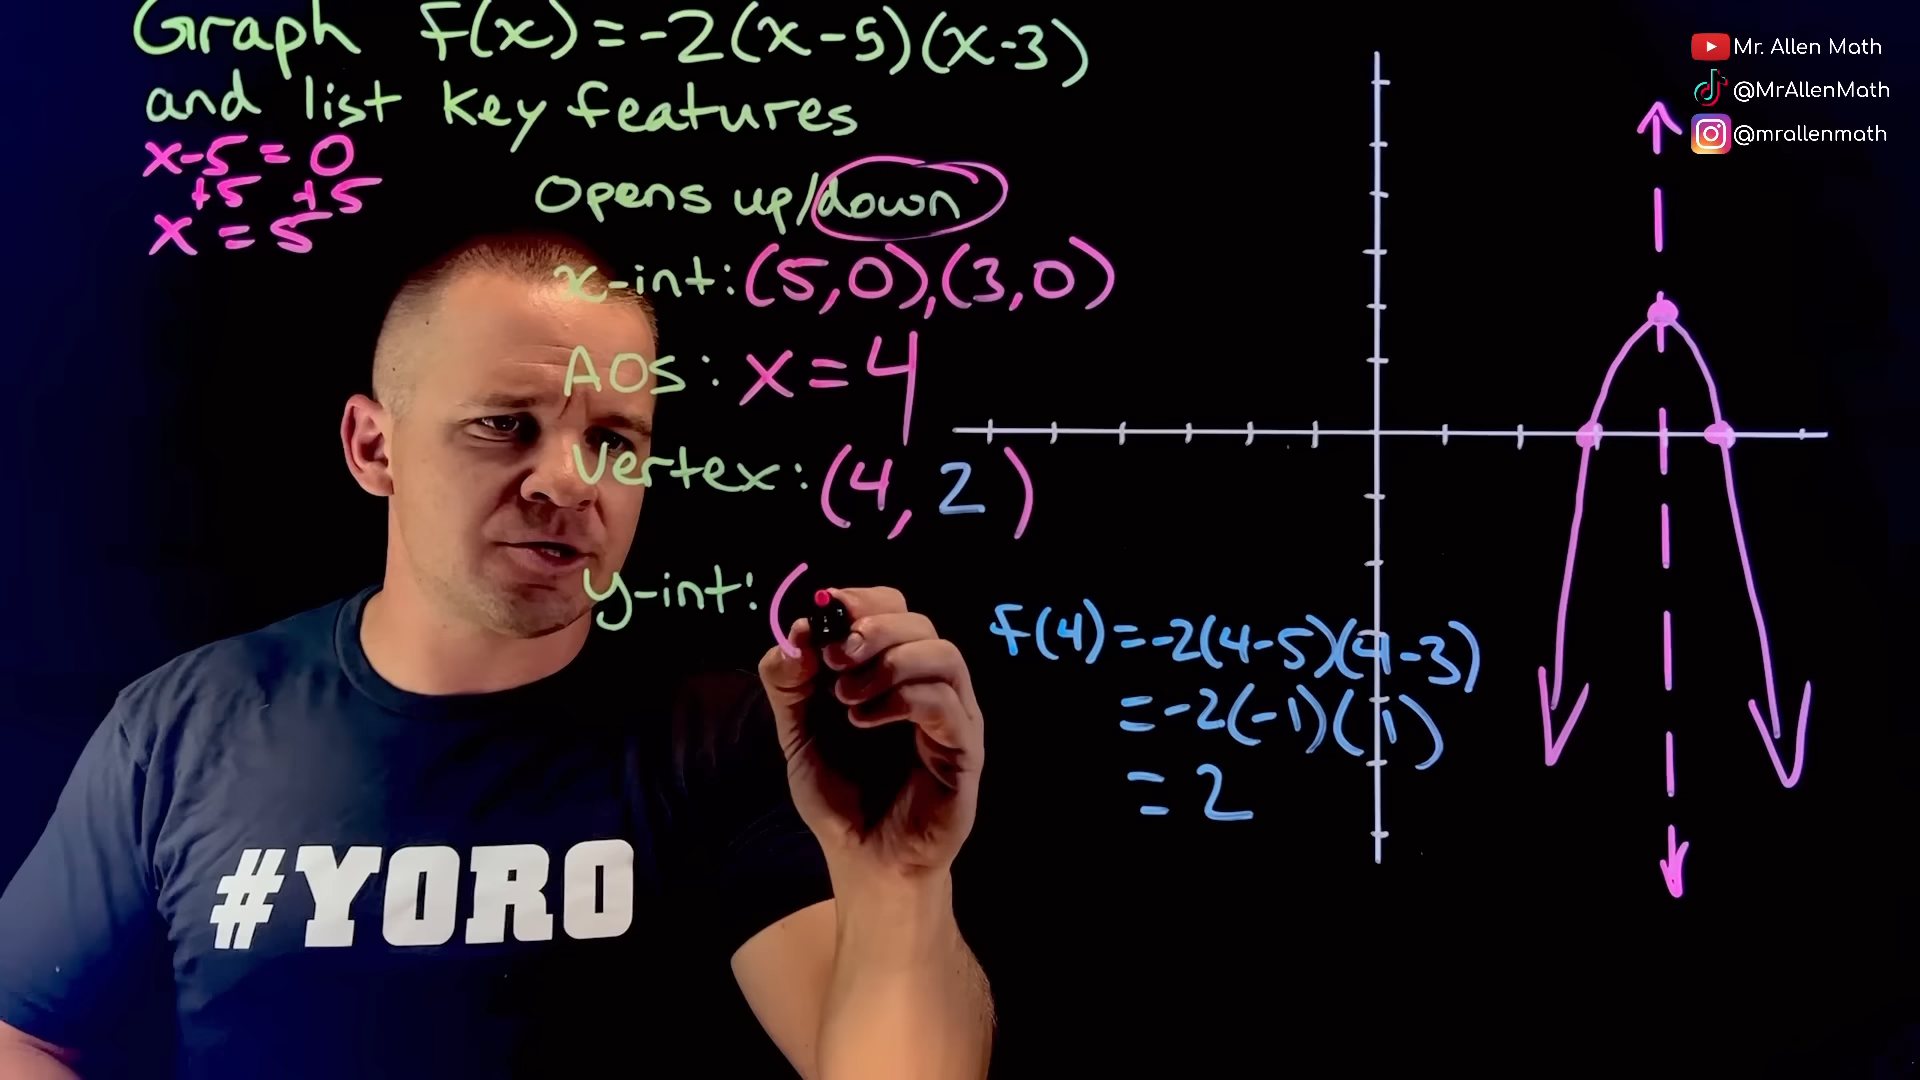 Graph f(x)=-2(x-5)(x-3)
and list key features
x-5=0
+5 +5
x=5
Opens up/down
x-int:(5,0),(3,0)
AOS: x=4
Vertex: (4, 2)
y-int: (
f(4)=-2(4-5)(4-3)
=-2(-1)(1)
=2
#YORO
Mr. Allen Math
@MrAllenMath
@mrallenmath